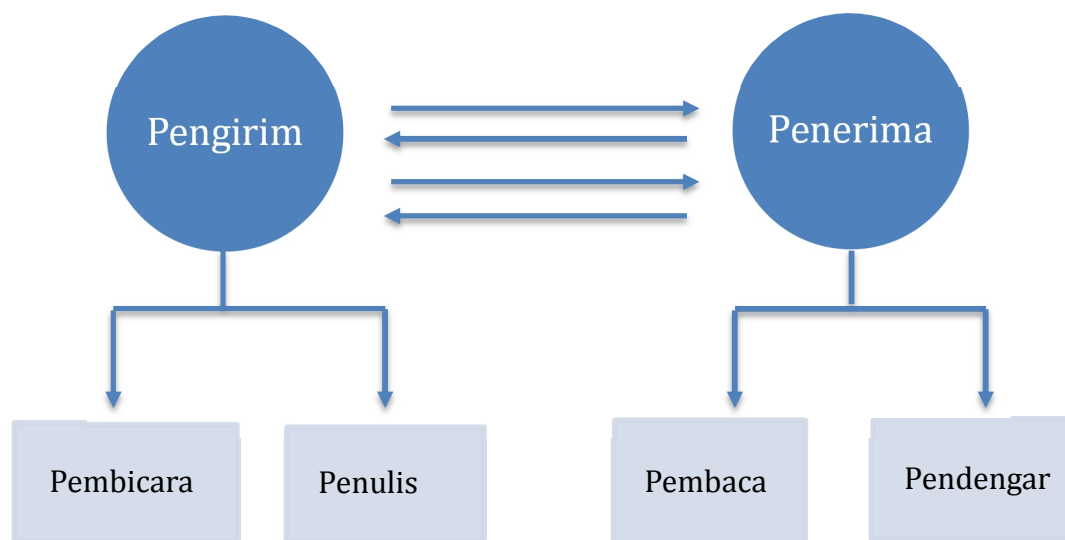 Pengirim
Penerima
Pembicara
Penulis
Pembaca
Pendengar